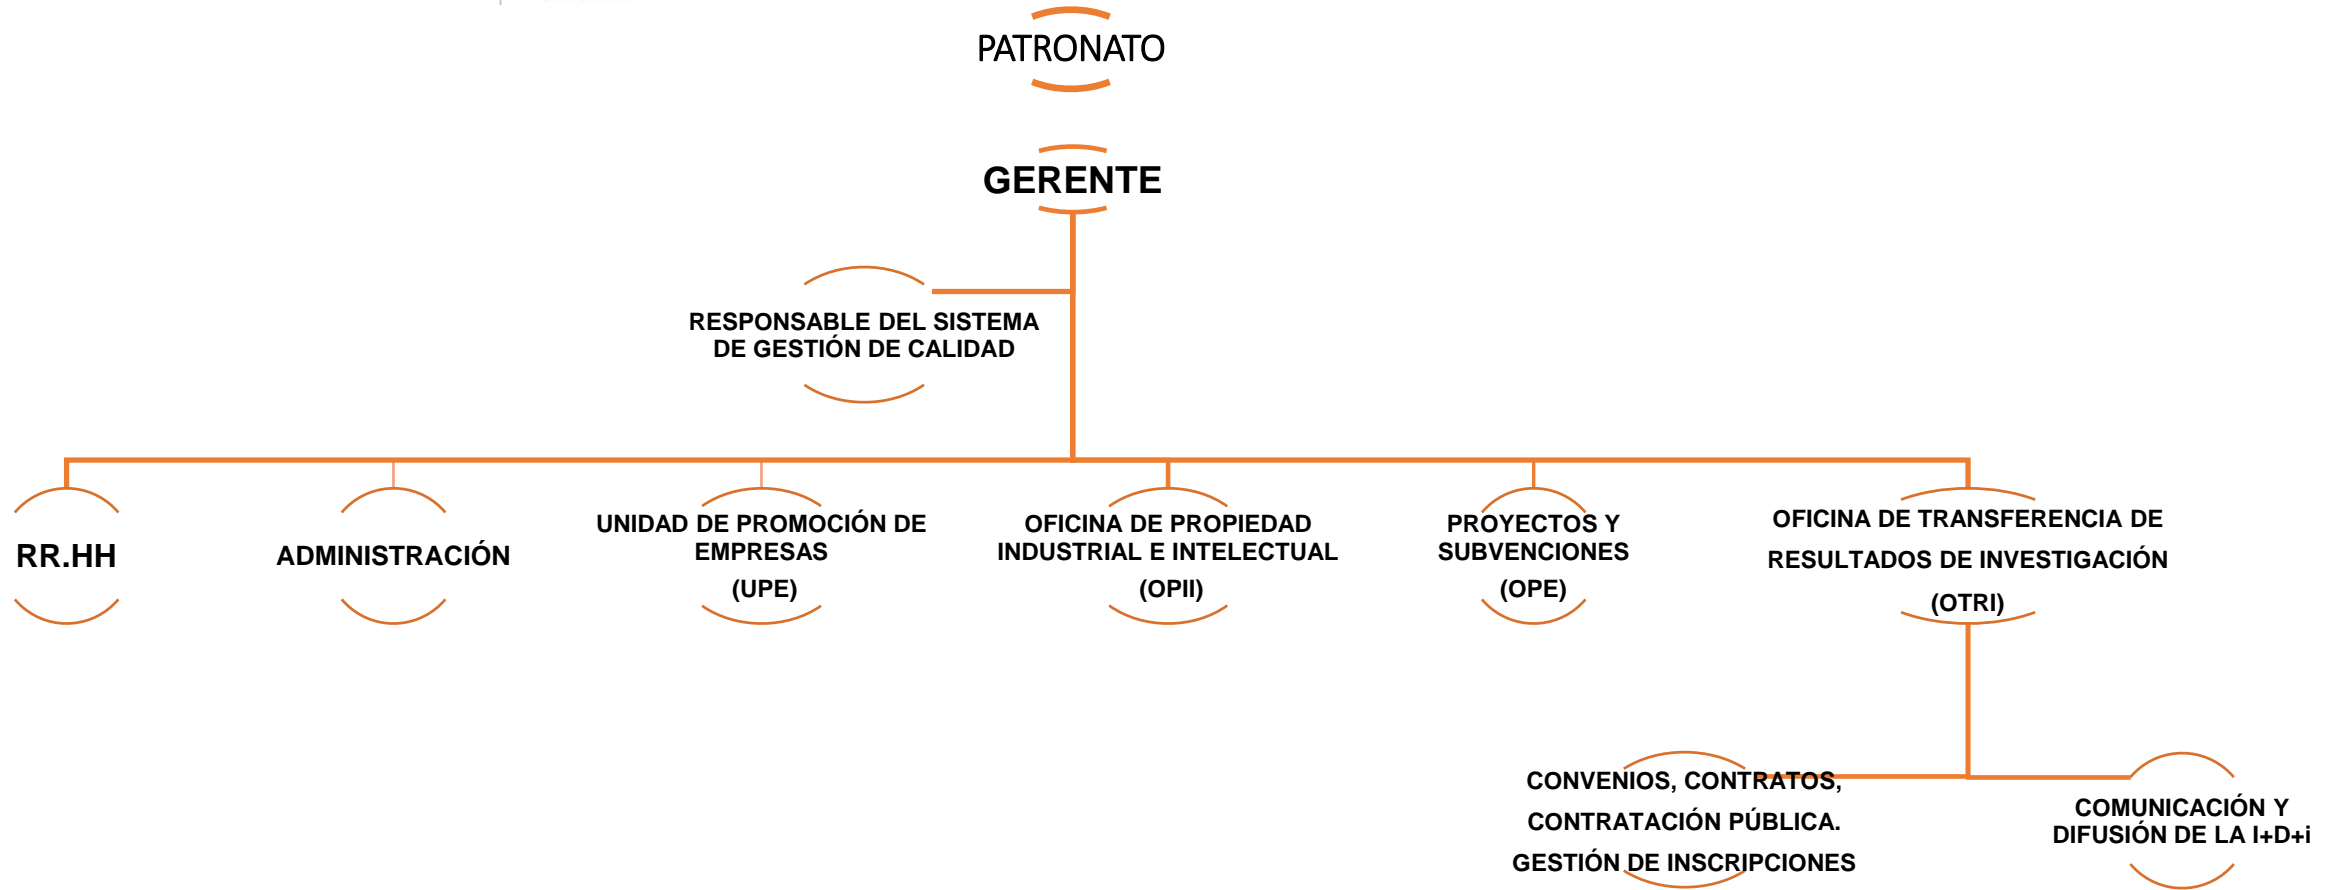 PATRONATO
GERENTE
RESPONSABLE DEL SISTEMA
DE GESTIÓN DE CALIDAD
RR.HH
ADMINISTRACIÓN
UNIDAD DE PROMOCIÓN DE
EMPRESAS
(UPE)
OFICINA DE PROPIEDAD
INDUSTRIAL E INTELECTUAL
(OPII)
PROYECTOS Y
SUBVENCIONES
(OPE)
OFICINA DE TRANSFERENCIA DE
RESULTADOS DE INVESTIGACIÓN
(OTRI)
CONVENIOS, CONTRATOS,
CONTRATACIÓN PÚBLICA.
GESTIÓN DE INSCRIPCIONES
COMUNICACIÓN Y
DIFUSIÓN DE LA I+D+i